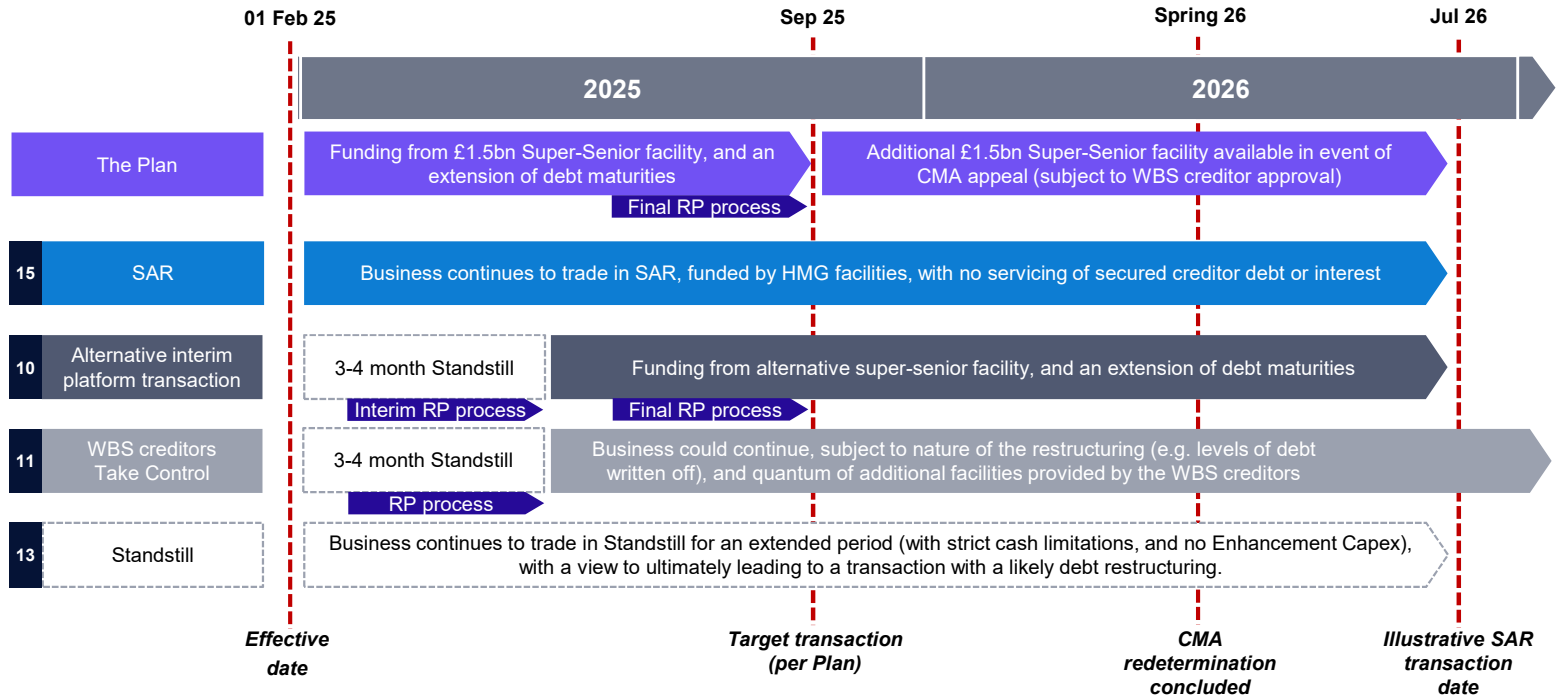 01 Feb 25
Sep 25
Spring 26
Jul 26
2025
2026
The Plan
Funding from £1.5bn Super-Senior facility, and an
extension of debt maturities
Additional £1.5bn Super-Senior facility available in event of
CMA appeal (subject to WBS creditor approval)
Final RP process
15
SAR
Business continues to trade in SAR, funded by HMG facilities, with no servicing of secured creditor debt or interest
10
Alternative interim
platform transaction
3-4 month Standstill
Funding from alternative super-senior facility, and an extension of debt maturities
Interim RP process
Final RP process
11
WBS creditors
Take Control
3-4 month Standstill
Business could continue, subject to nature of the restructuring (e.g. levels of debt
written off), and quantum of additional facilities provided by the WBS creditors
RP process
13
Standstill
Business continues to trade in Standstill for an extended period (with strict cash limitations, and no Enhancement Capex),
with a view to ultimately leading to a transaction with a likely debt restructuring.
Effective
date
Target transaction
(per Plan)
CMA
redetermination
concluded
Illustrative SAR
transaction
date